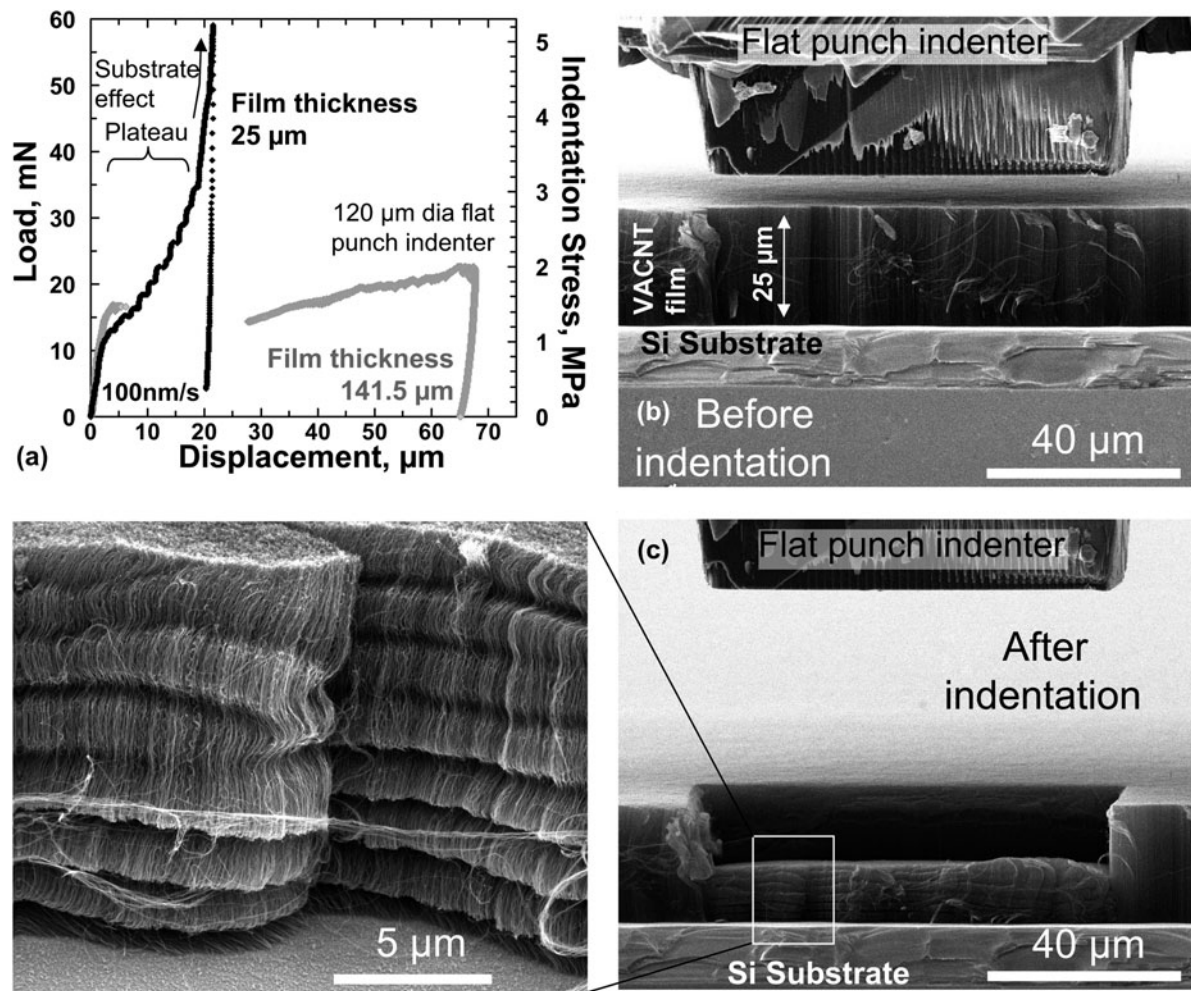 60
50
40
30
20
10
0
Load, mN
Substrate
effect
Plateau
Film thickness
25 µm
120 µm dia flat
punch indenter
Film thickness
141.5 µm
100nm/s
0 10 20 30 40 50 60 70
Displacement, µm
5
4
3
2
1
0
Indentation Stress, MPa
(a)
Flat punch indenter
VACNT
film
25 µm
Si Substrate
(b)
Before
indentation
40 µm
5 µm
(c)
Flat punch indenter
After
indentation
Si Substrate
40 µm